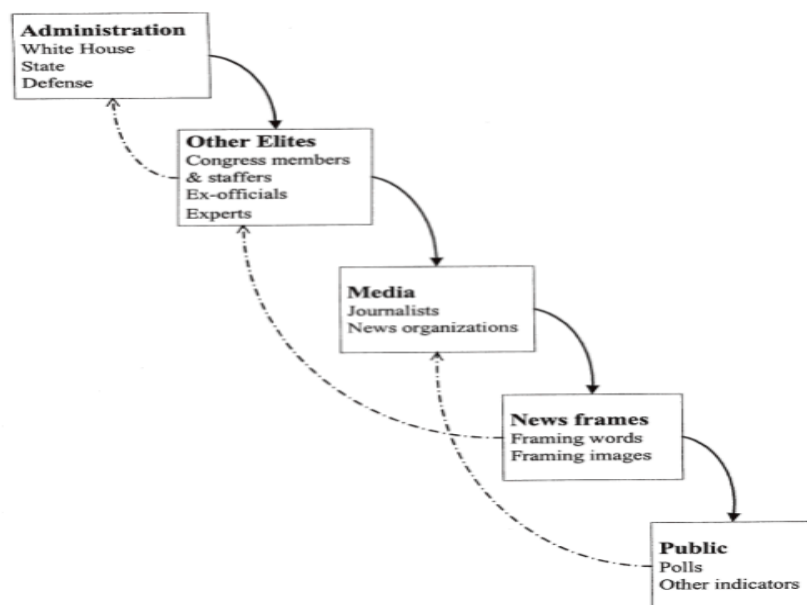 Administration
White House
State
Defense
Other Elites
Congress members
& staffers
Ex-officials
Experts
Media
Journalists
News organizations
News frames
Framing words
Framing images
Public
Polls
Other indicators